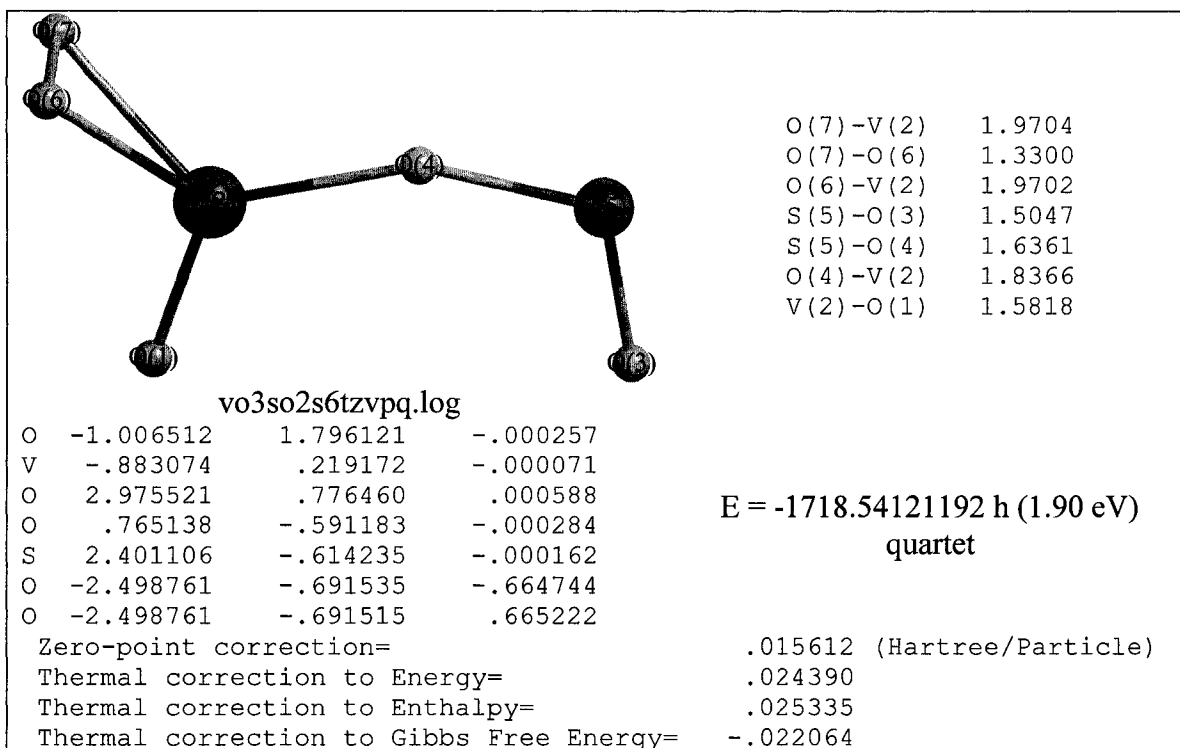 O(7)-V(2) 1.9704
O(7)-O(6) 1.3300
O(6)-V(2) 1.9702
S(5)-O(3) 1.5047
S(5)-O(4) 1.6361
O(4)-V(2) 1.8366
V(2)-O(1) 1.5818
O(4)
O(1)
O(3)
vo3so2s6tzvpq.log
O -1.006512 1.796121 -.000257
V -.883074 .219172 -.000071
O 2.975521 .776460 .000588
O .765138 -.591183 -.000284
S 2.401106 -.614235 -.000162
O -2.498761 -.691535 -.664744
O -2.498761 -.691515 .665222
E = -1718.54121192 h (1.90 eV)
quartet
Zero-point correction= .015612 (Hartree/Particle)
Thermal correction to Energy= .024390
Thermal correction to Enthalpy= .025335
Thermal correction to Gibbs Free Energy= -.022064